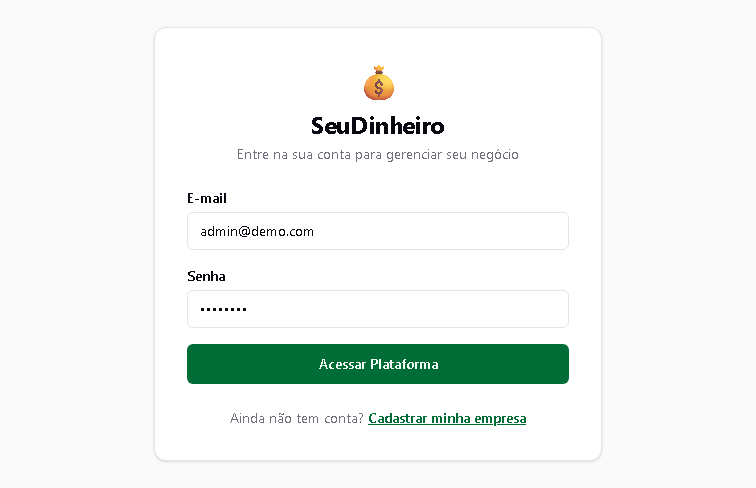 SeuDinheiro
Entre na sua conta para gerenciar seu negócio
E-mail
admin@demo.com
Senha
••••••••
Acessar Plataforma
Ainda não tem conta? Cadastrar minha empresa